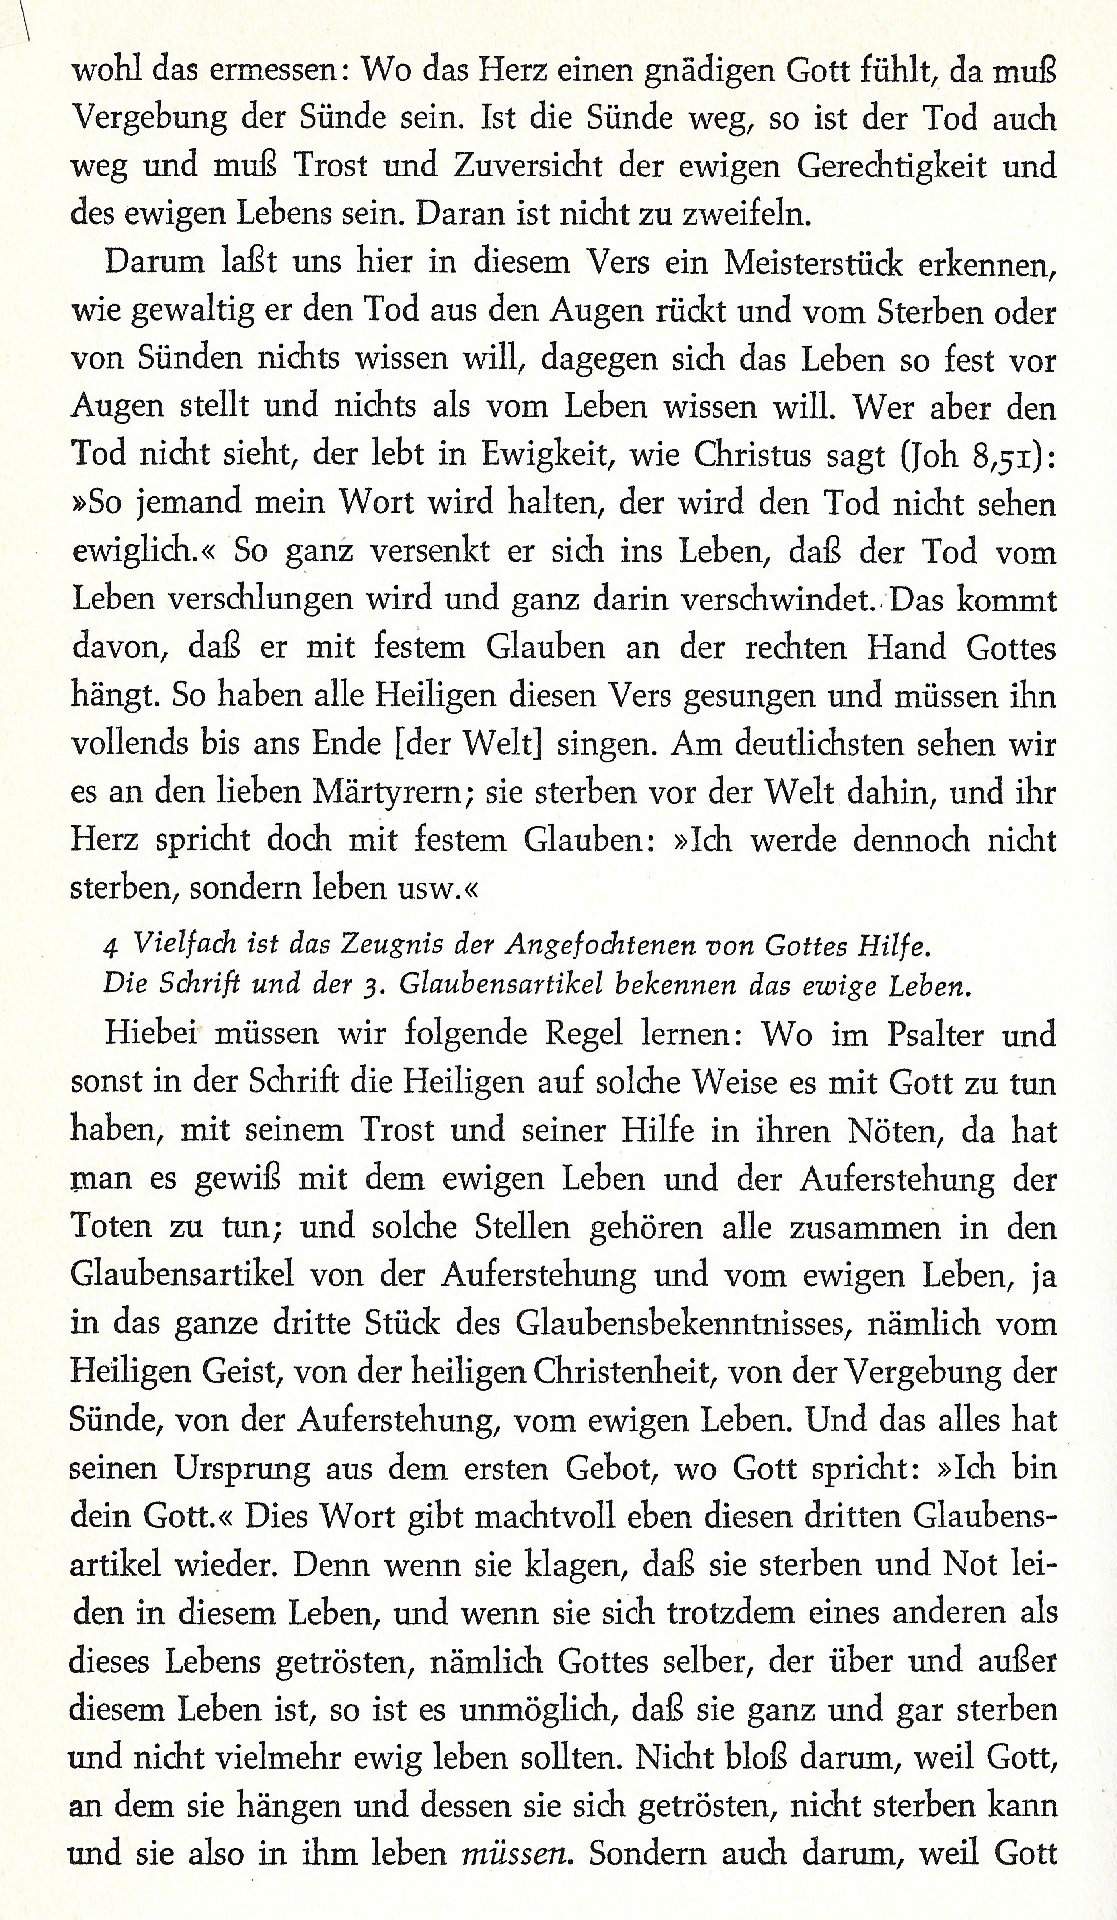 wohl das ermessen: Wo das Herz einen gnädigen Gott fühlt, da muß
Vergebung der Sünde sein. Ist die Sünde weg, so ist der Tod auch
weg und muß Trost und Zuversicht der ewigen Gerechtigkeit und
des ewigen Lebens sein. Daran ist nicht zu zweifeln.
Darum laßt uns hier in diesem Vers ein Meisterstück erkennen,
wie gewaltig er den Tod aus den Augen rückt und vom Sterben oder
von Sünden nichts wissen will, dagegen sich das Leben so fest vor
Augen stellt und nichts als vom Leben wissen will. Wer aber den
Tod nicht sieht, der lebt in Ewigkeit, wie Christus sagt (Joh 8,51):
»So jemand mein Wort wird halten, der wird den Tod nicht sehen
ewiglich.« So ganz versenkt er sich ins Leben, daß der Tod vom
Leben verschlungen wird und ganz darin verschwindet. Das kommt
davon, daß er mit festem Glauben an der rechten Hand Gottes
hängt. So haben alle Heiligen diesen Vers gesungen und müssen ihn
vollends bis ans Ende [der Welt] singen. Am deutlichsten sehen wir
es an den lieben Märtyrern; sie sterben vor der Welt dahin, und ihr
Herz spricht doch mit festem Glauben: »Ich werde dennoch nicht
sterben, sondern leben usw.«
4 Vielfach ist das Zeugnis der Angefochtenen von Gottes Hilfe.
Die Schrift und der 3. Glaubensartikel bekennen das ewige Leben.
Hiebei müssen wir folgende Regel lernen: Wo im Psalter und
sonst in der Schrift die Heiligen auf solche Weise es mit Gott zu tun
haben, mit seinem Trost und seiner Hilfe in ihren Nöten, da hat
man es gewiß mit dem ewigen Leben und der Auferstehung der
Toten zu tun; und solche Stellen gehören alle zusammen in den
Glaubensartikel von der Auferstehung und vom ewigen Leben, ja
in das ganze dritte Stück des Glaubensbekenntnisses, nämlich vom
Heiligen Geist, von der heiligen Christenheit, von der Vergebung der
Sünde, von der Auferstehung, vom ewigen Leben. Und das alles hat
seinen Ursprung aus dem ersten Gebot, wo Gott spricht: »Ich bin
dein Gott.« Dies Wort gibt machtvoll eben diesen dritten Glaubens-
artikel wieder. Denn wenn sie klagen, daß sie sterben und Not lei-
den in diesem Leben, und wenn sie sich trotzdem eines anderen als
dieses Lebens getrösten, nämlich Gottes selber, der über und außer
diesem Leben ist, so ist es unmöglich, daß sie ganz und gar sterben
und nicht vielmehr ewig leben sollten. Nicht bloß darum, weil Gott,
an dem sie hängen und dessen sie sich getrösten, nicht sterben kann
und sie also in ihm leben müssen. Sondern auch darum, weil Gott